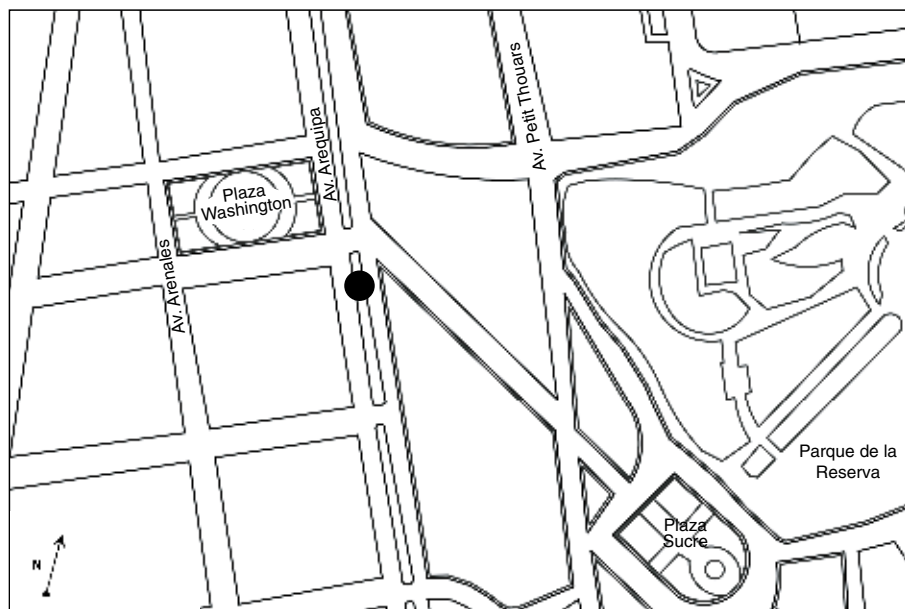 Av. Petit Thouars
Av. Arequipa
Plaza
Washington
Av. Arenales
Parque de la
Reserva
Plaza
Sucre
N